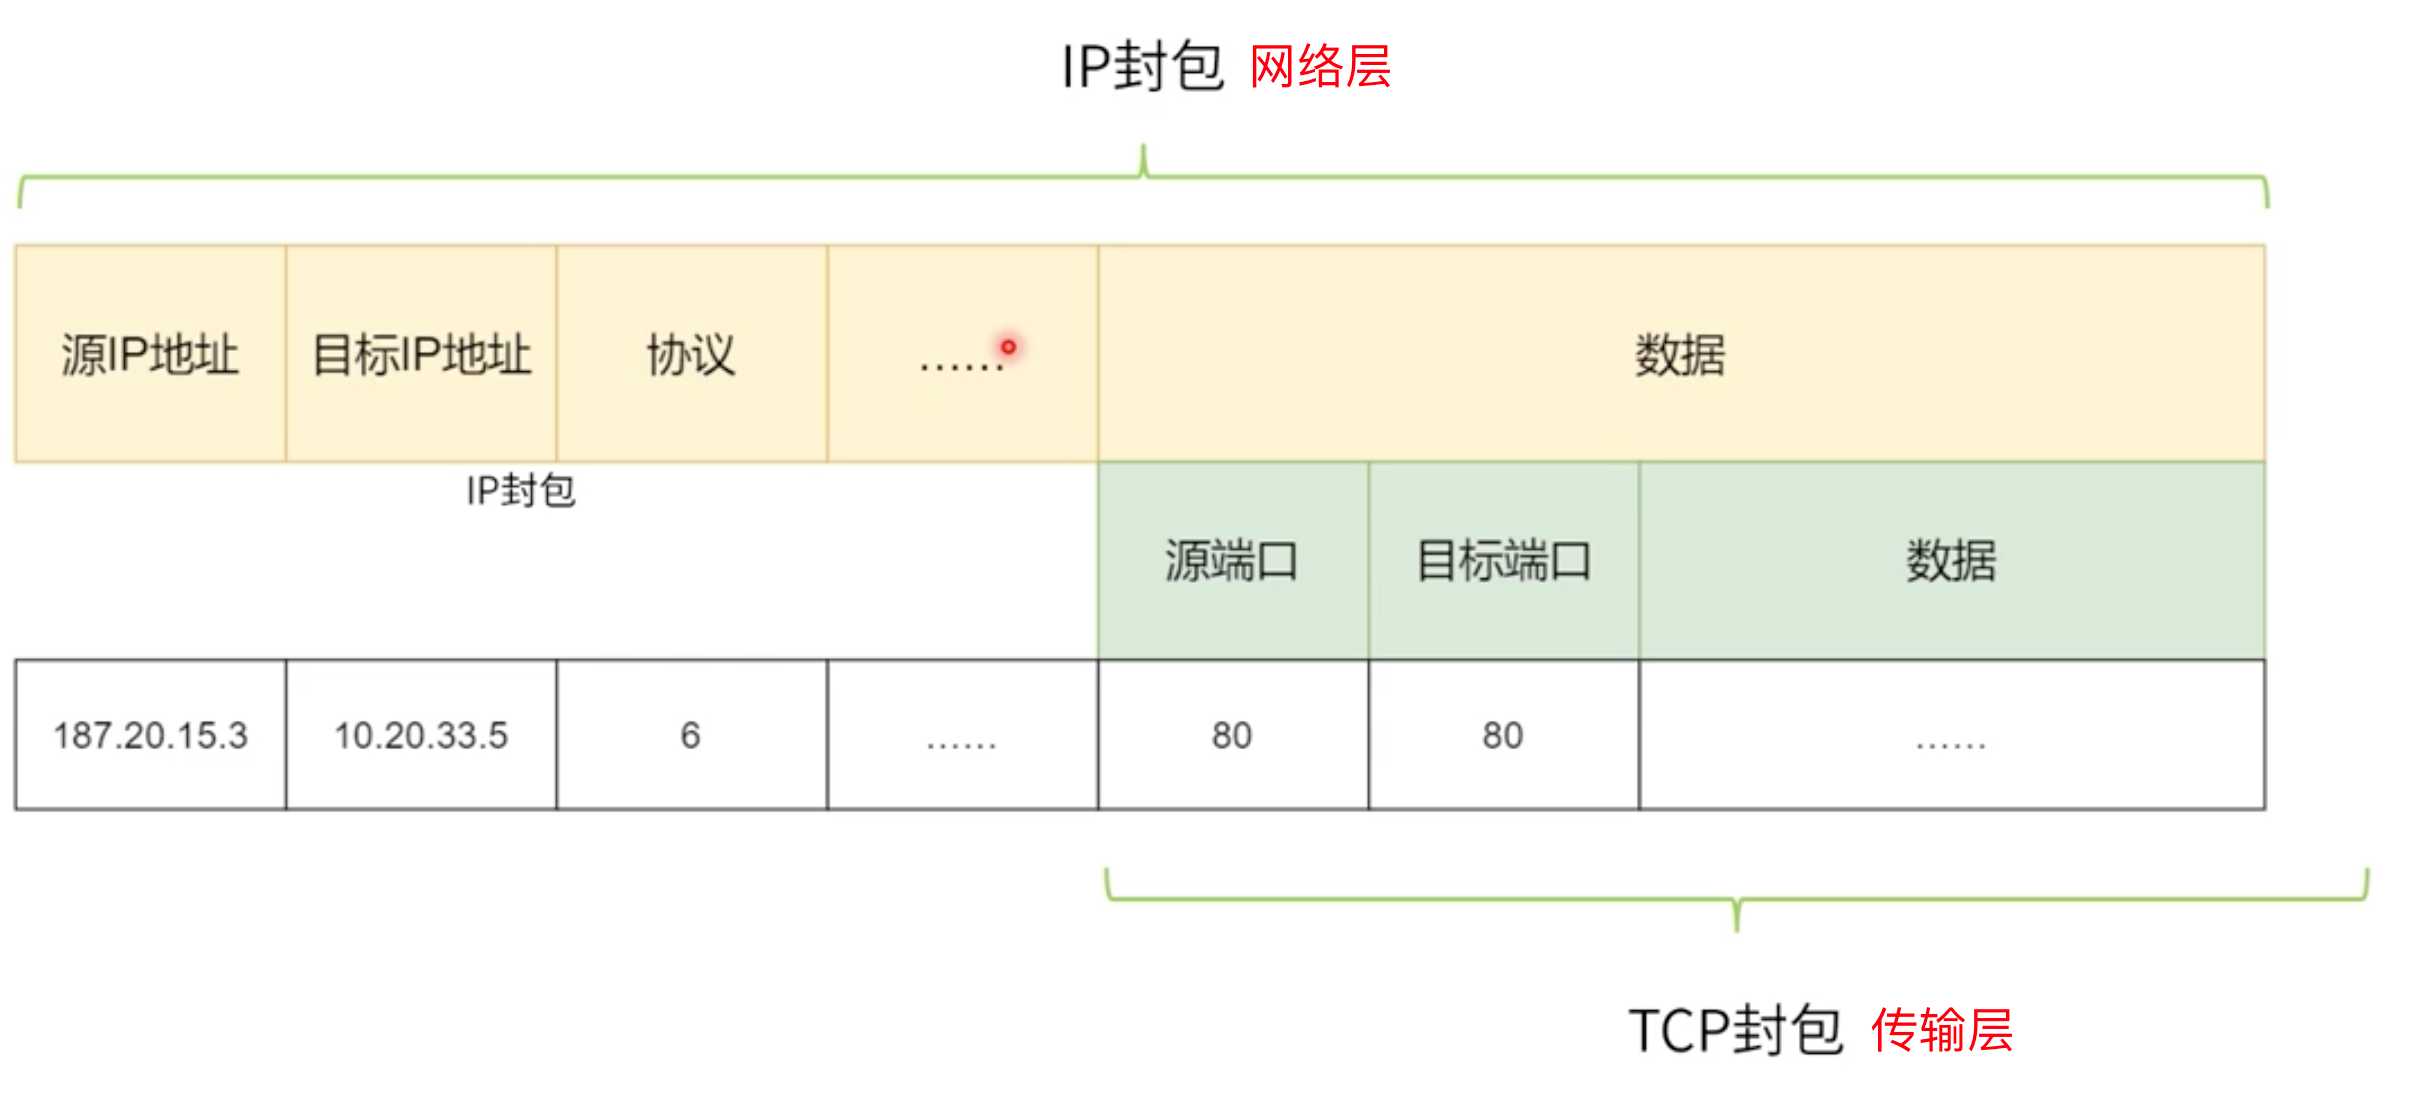 IP封包 网络层
源IP地址 目标IP地址 协议 ...... 数据
IP封包
源端口 目标端口 数据
187.20.15.3 10.20.33.5 6 ...... 80 80 ......
TCP封包 传输层